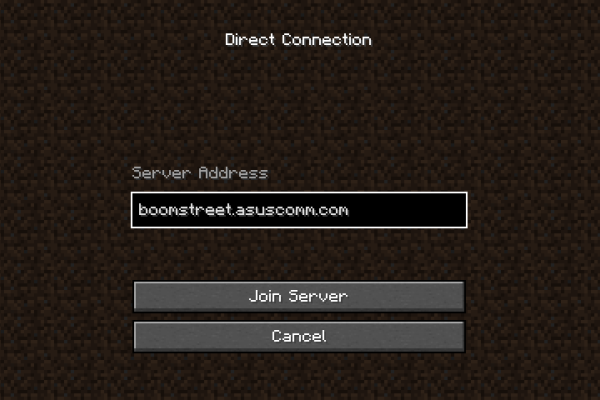 Direct Connection
Server Address
boomstreet.asuscomm.com
Join Server
Cancel